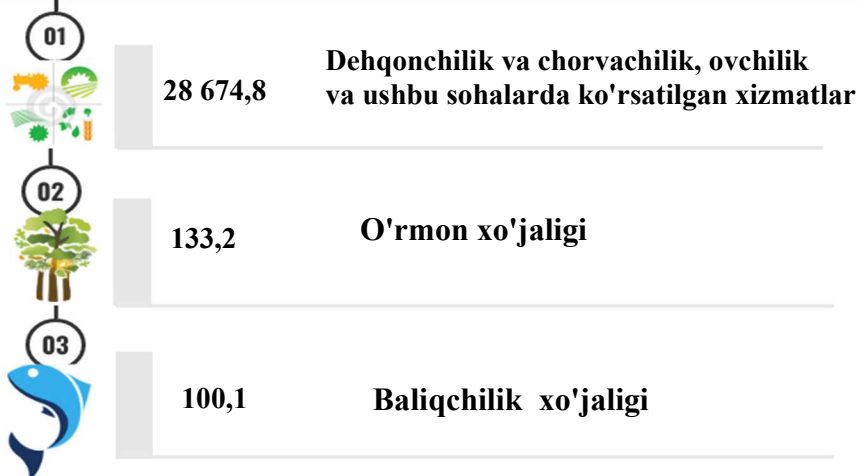 01
28 674,8
Dehqonchilik va chorvachilik, ovchilik
va ushbu sohalarda ko'rsatilgan xizmatlar
02
133,2
O'rmon xo'jaligi
03
100,1
Baliqchilik xo'jaligi